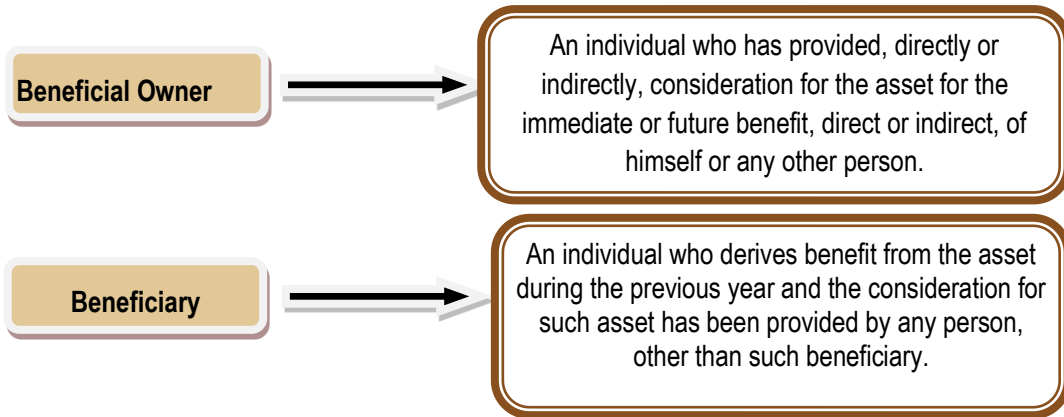 Beneficial Owner
An individual who has provided, directly or
indirectly, consideration for the asset for the
immediate or future benefit, direct or indirect, of
himself or any other person.
Beneficiary
An individual who derives benefit from the asset
during the previous year and the consideration for
such asset has been provided by any person,
other than such beneficiary.